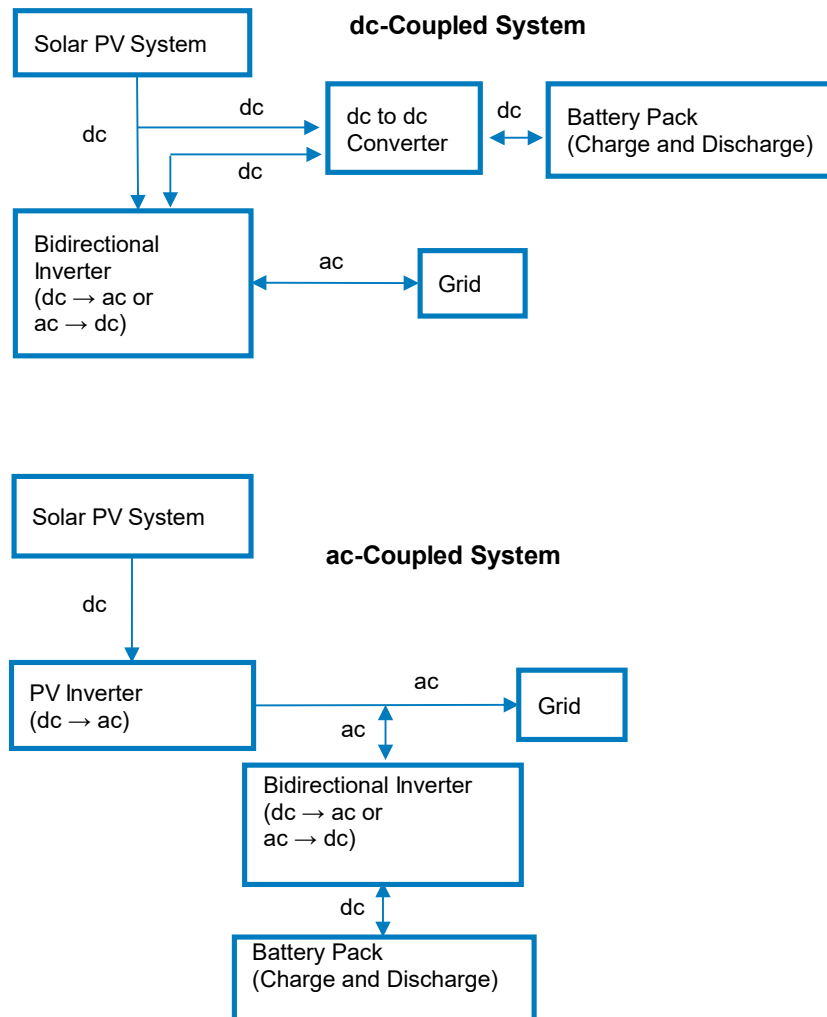 dc-Coupled System
Solar PV System
dc
dc
dc
dc to dc
Converter
dc
Battery Pack
(Charge and Discharge)
Bidirectional
Inverter
(dc → ac or
ac → dc)
ac
Grid
Solar PV System
ac-Coupled System
dc
PV Inverter
(dc → ac)
ac
Grid
ac
Bidirectional Inverter
(dc → ac or
ac → dc)
dc
Battery Pack
(Charge and Discharge)